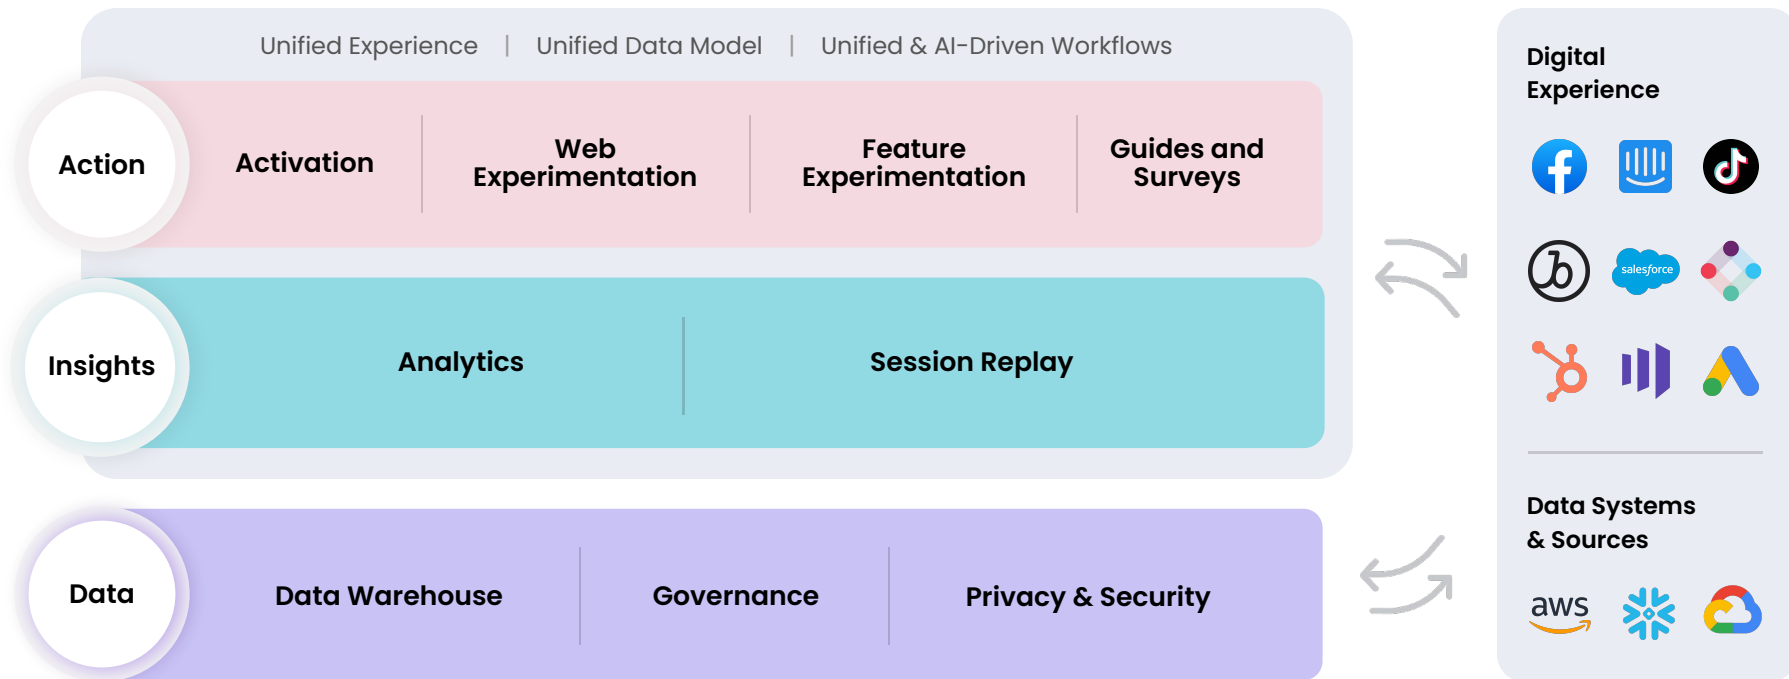 Unified Experience | Unified Data Model | Unified & AI-Driven Workflows
Action
Activation
Web
Experimentation
Feature
Experimentation
Guides and
Surveys
Insights
Analytics
Session Replay
Data
Data Warehouse
Governance
Privacy & Security
Digital
Experience
salesforce
Data Systems
& Sources
aws